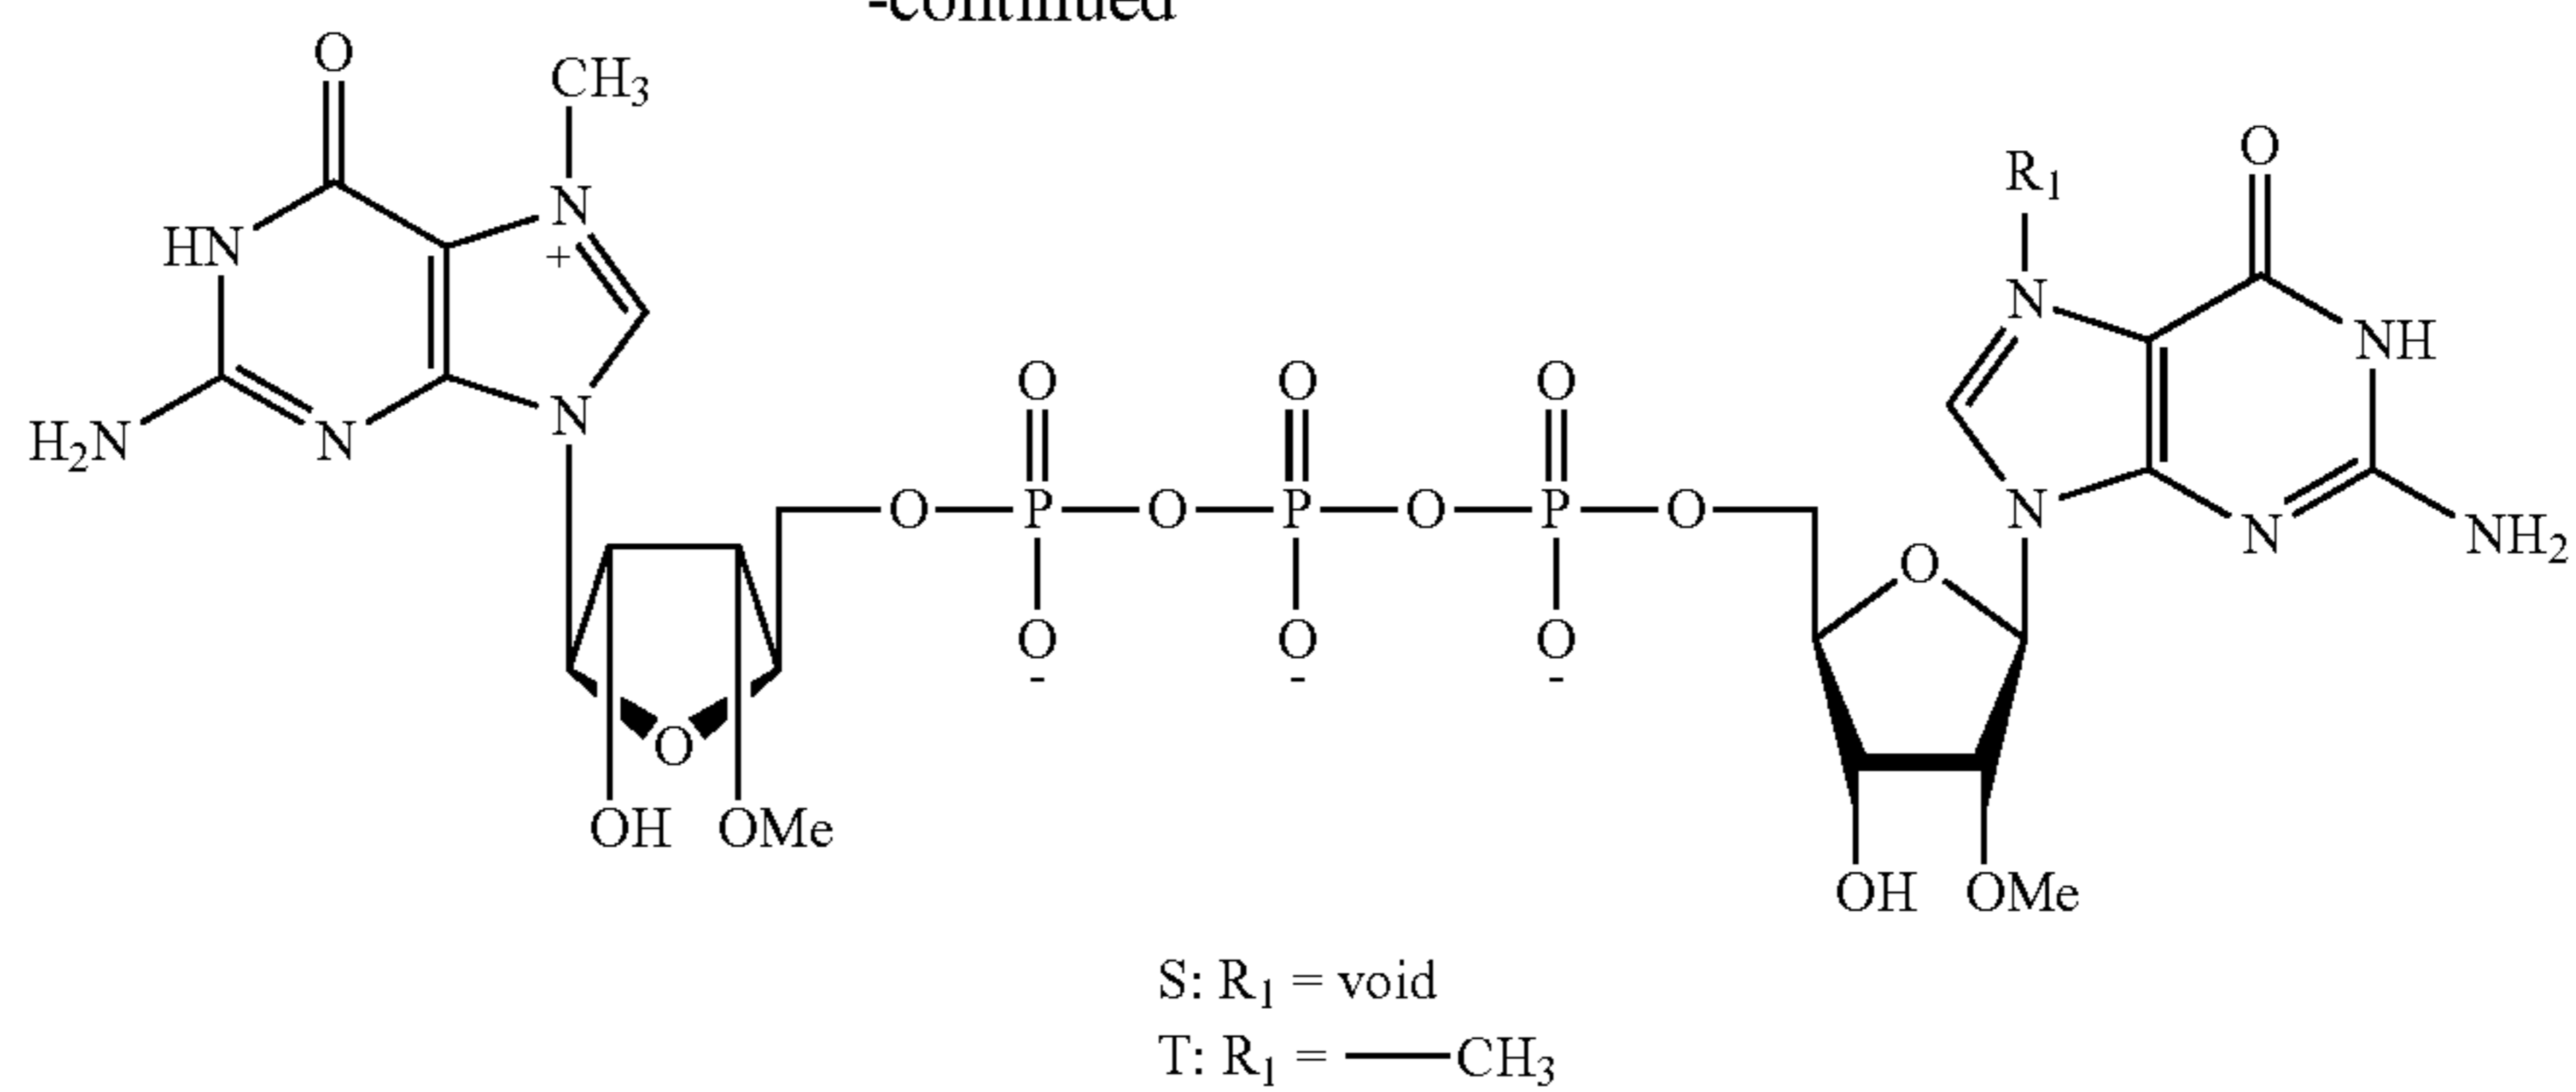 -continued
O
CH3
R1
O
HN
N
+
N
NH
H2N
N
N
O
O
O
N
N
NH2
O
P
O
P
O
P
O
O
O
O
O
-
-
-
O
OH
OMe
OH
OMe
S: R1 = void
T: R1 = —CH3